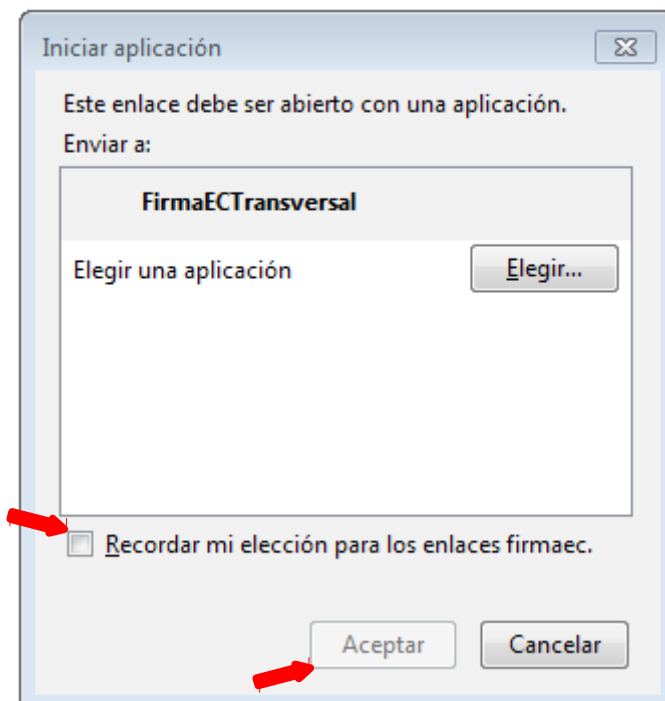 Iniciar aplicación
Este enlace debe ser abierto con una aplicación.
Enviar a:
FirmaECTransversal
Elegir una aplicación
Elegir...
Recordar mi elección para los enlaces firmaec.
Aceptar
Cancelar